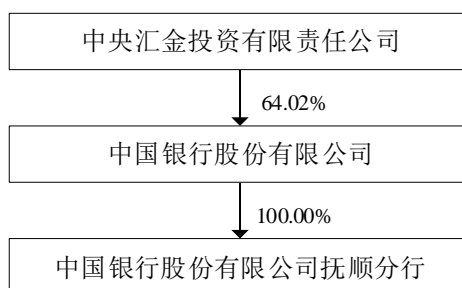 中央汇金投资有限责任公司
64.02%
中国银行股份有限公司
100.00%
中国银行股份有限公司抚顺分行